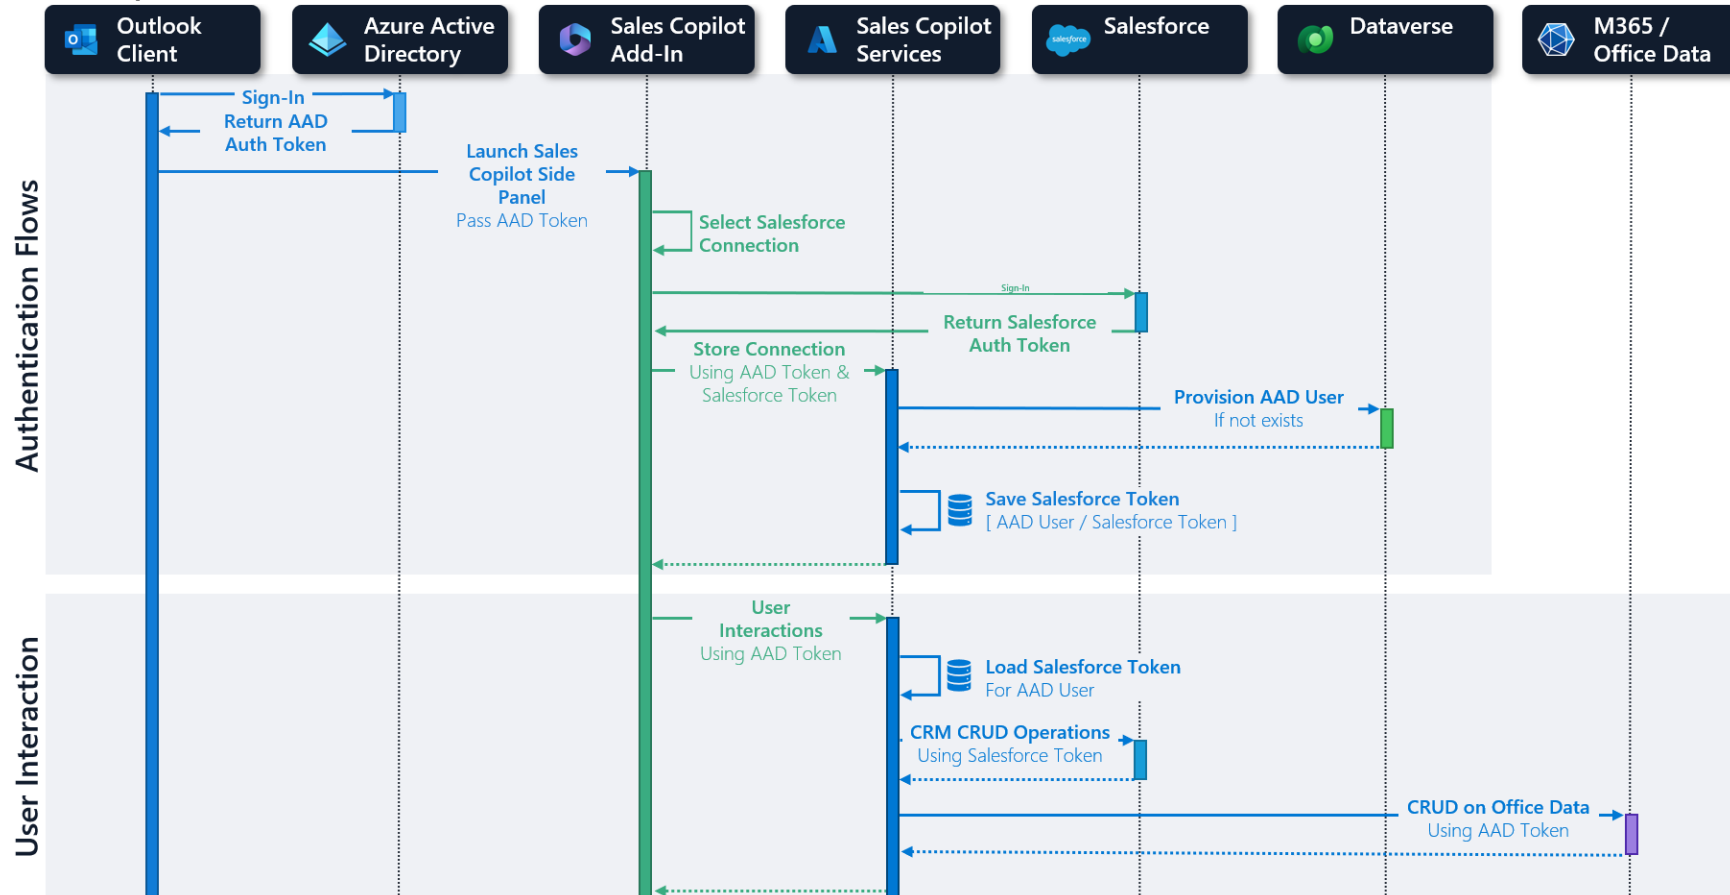 Outlook
Client
Azure Active
Directory
Sales Copilot
Add-In
Sales Copilot
Services
salesforce
Salesforce
Dataverse
M365 /
Office Data
Authentication Flows
Sign-In
Return AAD
Auth Token
Launch Sales
Copilot Side
Panel
Pass AAD Token
Select Salesforce
Connection
Sign-In
Return Salesforce
Auth Token
Store Connection
Using AAD Token &
Salesforce Token
Provision AAD User
If not exists
Save Salesforce Token
[ AAD User / Salesforce Token ]
User Interaction
User
Interactions
Using AAD Token
Load Salesforce Token
For AAD User
CRM CRUD Operations
Using Salesforce Token
CRUD on Office Data
Using AAD Token